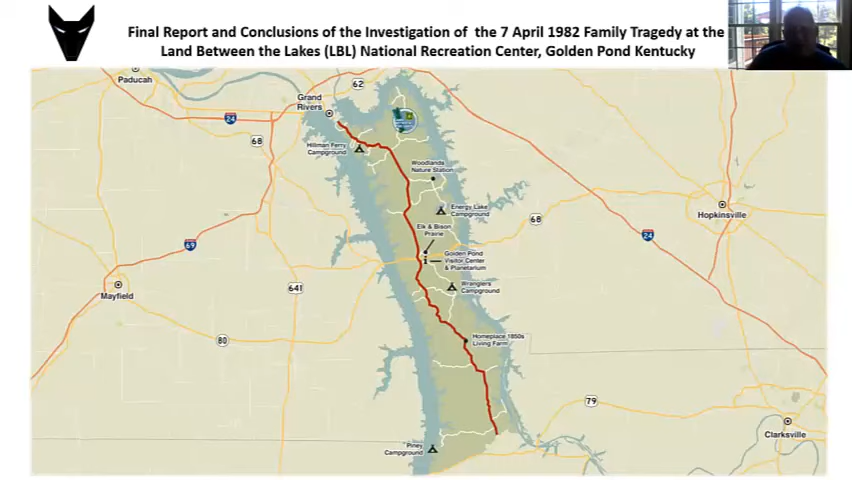 Final Report and Conclusions of the Investigation of the 7 April 1982 Family Tragedy at the
Land Between the Lakes (LBL) National Recreation Center, Golden Pond Kentucky
Paducah
62
Grand
Rivers
24
68
Hillman Ferry
Campground
Woodlands
Nature Station
Energy Lake
Campground
68
Hopkinsville
24
Elk & Bison
Prairie
69
Golden Pond
Visitor Center
& Planetarium
Mayfield
641
Wranglers
Campground
80
Homeplace 1850s
Living Farm
79
Clarksville
Piney
Campground